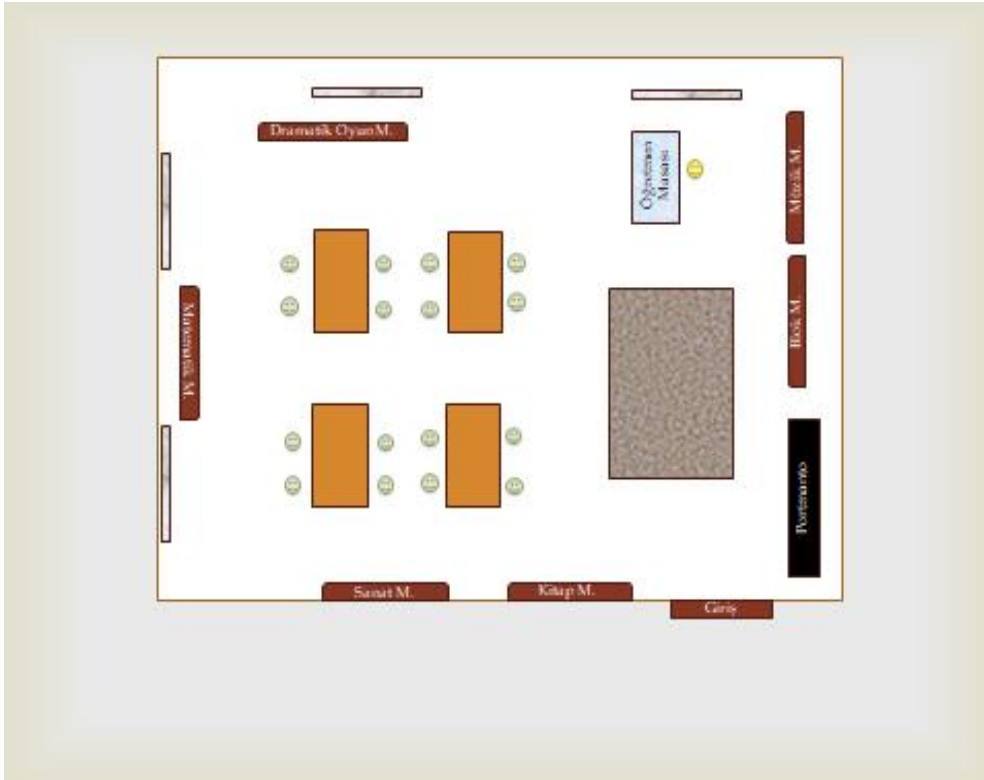 Dramatik Oyun M.
Öğretmen
Masası
Müzik M.
Matematik M.
Blok M.
Portmanto
Sanat M.
Kitap M.
Giriş